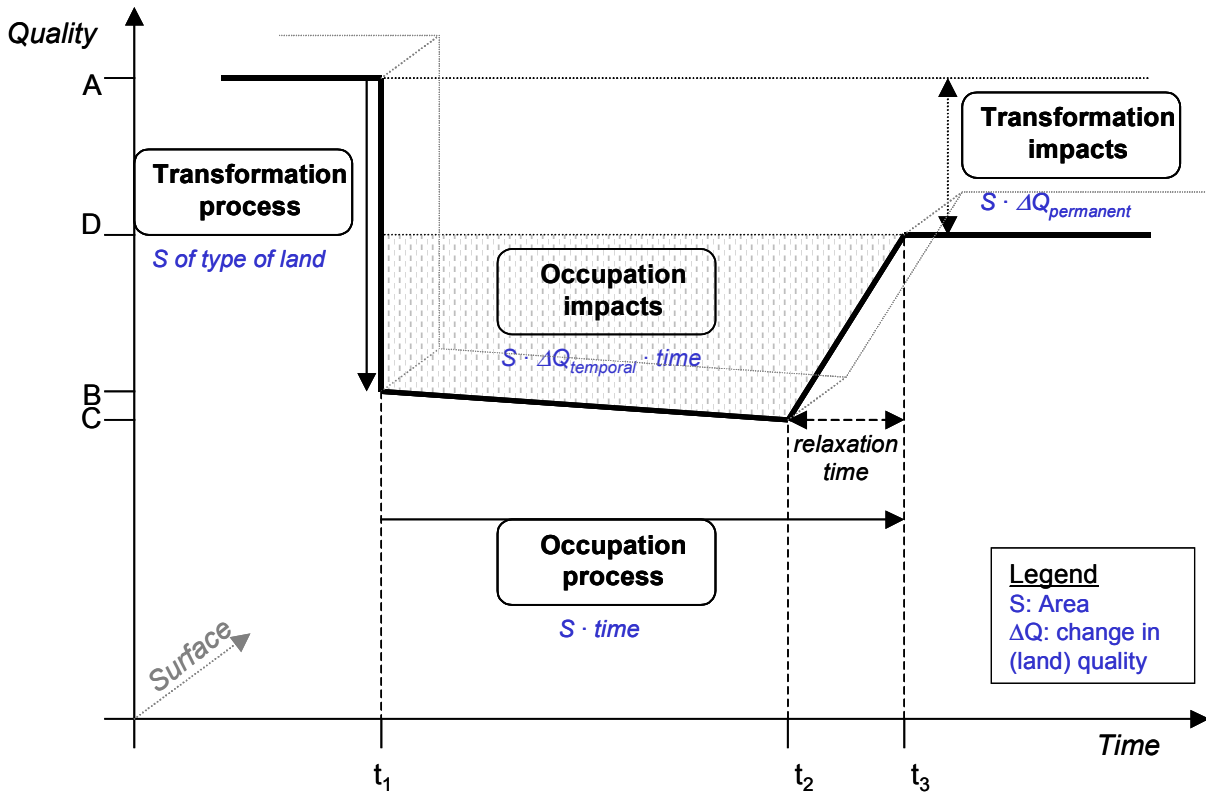 Quality
A
Transformation
impacts
Transformation
process
S · ΔQpermanent
D
S of type of land
Occupation
impacts
S · ΔQtemporal · time
B
C
relaxation
time
Occupation
process
S · time
Legend
S: Area
ΔQ: change in
(land) quality
Surface
Time
t1
t2
t3